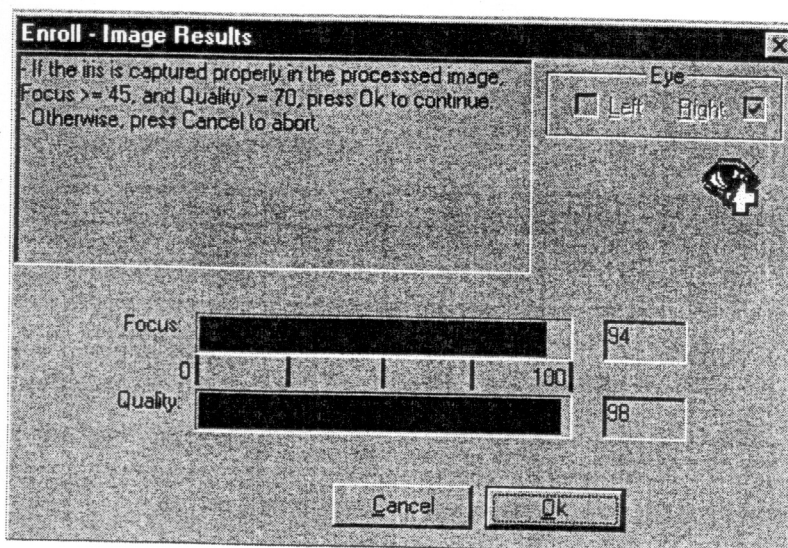 Enroll - Image Results
- If the iris is captured properly in the processsed image,
Focus >= 45, and Quality >= 70, press Ok to continue.
- Otherwise, press Cancel to abort.
Eye
Left Right
Focus: 94
0 100
Quality: 98
Cancel Ok